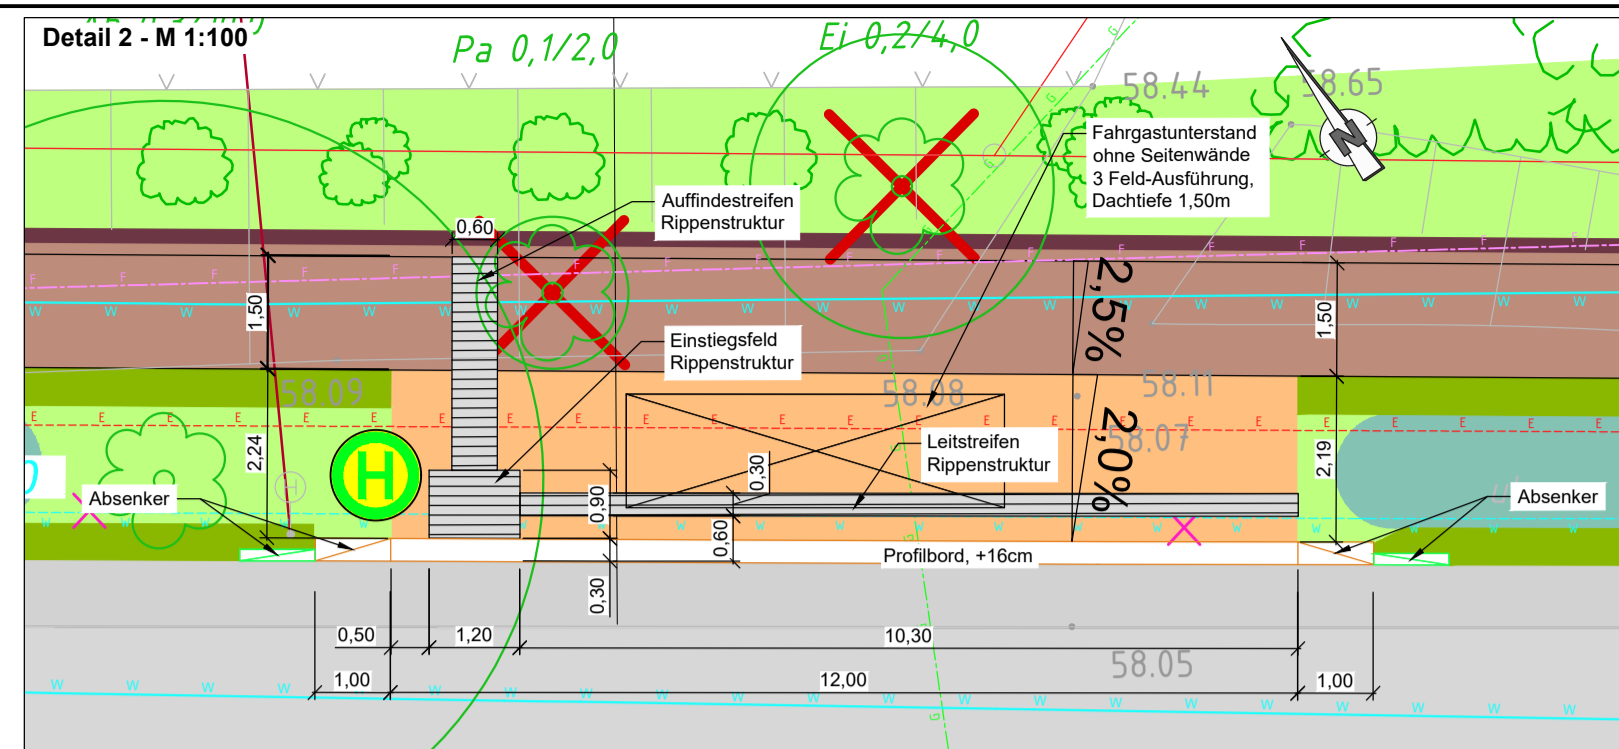 Detail 2 - M 1:100
Pa 0,1/2,0
Ei 0,2/4,0
58.44
58.65
Fahrgastunterstand
ohne Seitenwände
3 Feld-Ausführung,
Dachtiefe 1,50m
N
Auffindestreifen
Rippenstruktur
0,60
1,50
2,5%
1,50
Einstiegsfeld
Rippenstruktur
58.09
58.08
58.11
58.07
2,0%
2,24
H
H
Leitstreifen
Rippenstruktur
0,30
2,19
Absenker
0,90
0,60
Absenker
Profilbord, +16cm
0,30
0,50
1,20
10,30
58.05
1,00
12,00
1,00